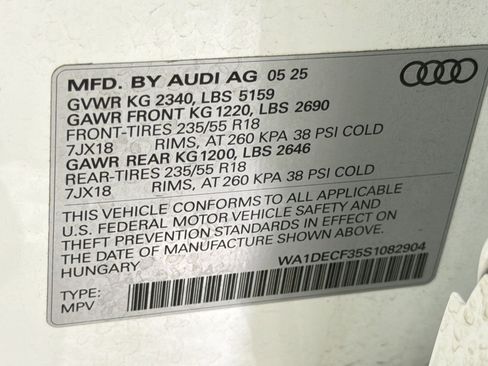 MFD. BY AUDI AG 05 25
GVWR KG 2340, LBS 5159
GAWR FRONT KG 1220, LBS 2690
FRONT-TIRES 235/55 R18
7JX18 RIMS, AT 260 KPA 38 PSI COLD
GAWR REAR KG1200, LBS 2646
REAR-TIRES 235/55 R18
7JX18 RIMS, AT 260 KPA 38 PSI COLD
THIS VEHICLE CONFORMS TO ALL APPLICABLE
U.S. FEDERAL MOTOR VEHICLE SAFETY AND
THEFT PREVENTION STANDARDS IN EFFECT ON
THE DATE OF MANUFACTURE SHOWN ABOVE.
HUNGARY
WA1DECF35S1082904
TYPE:
MPV